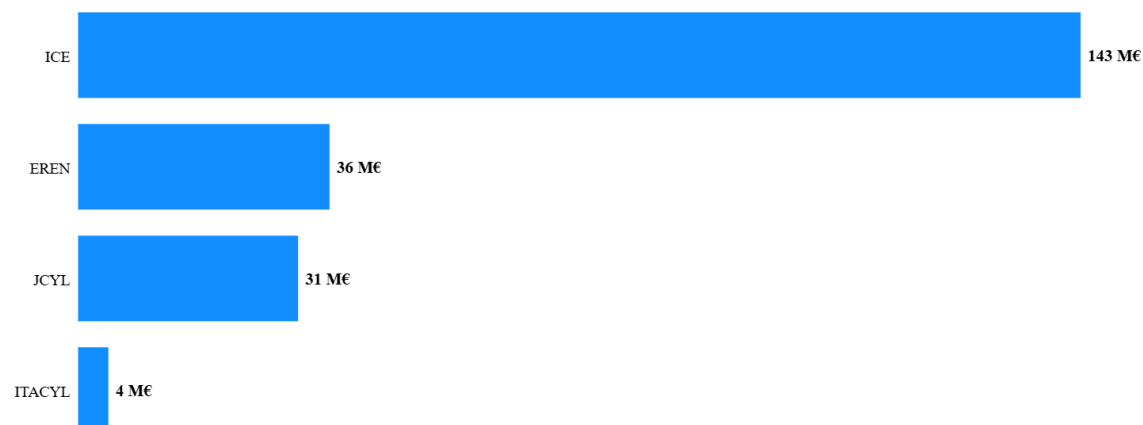 ICE 143 M€
EREN 36 M€
JCYL 31 M€
ITACYL 4 M€